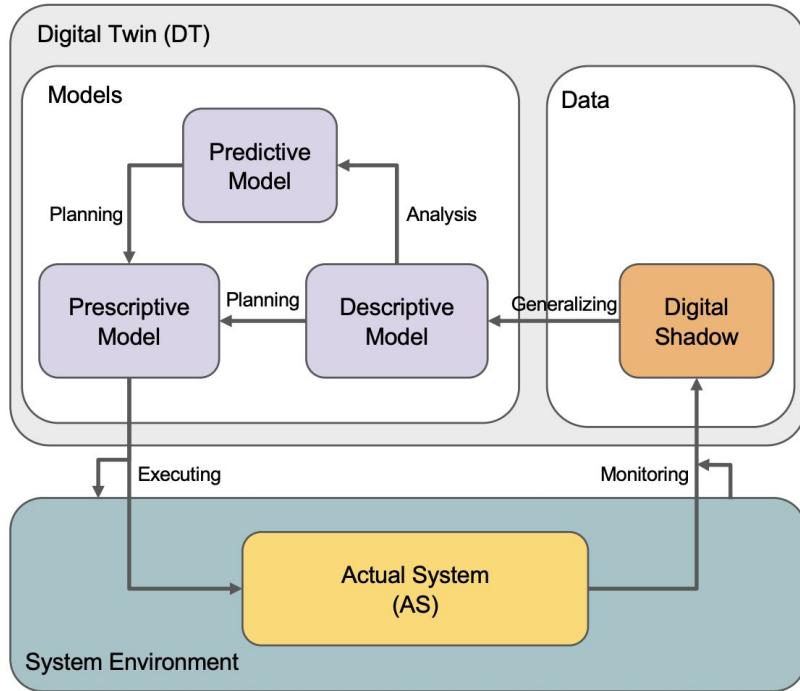 Digital Twin (DT)
Models
Data
Predictive
Model
Planning
Analysis
Prescriptive
Model
Planning
Descriptive
Model
Generalizing
Digital
Shadow
Executing
Monitoring
Actual System
(AS)
System Environment